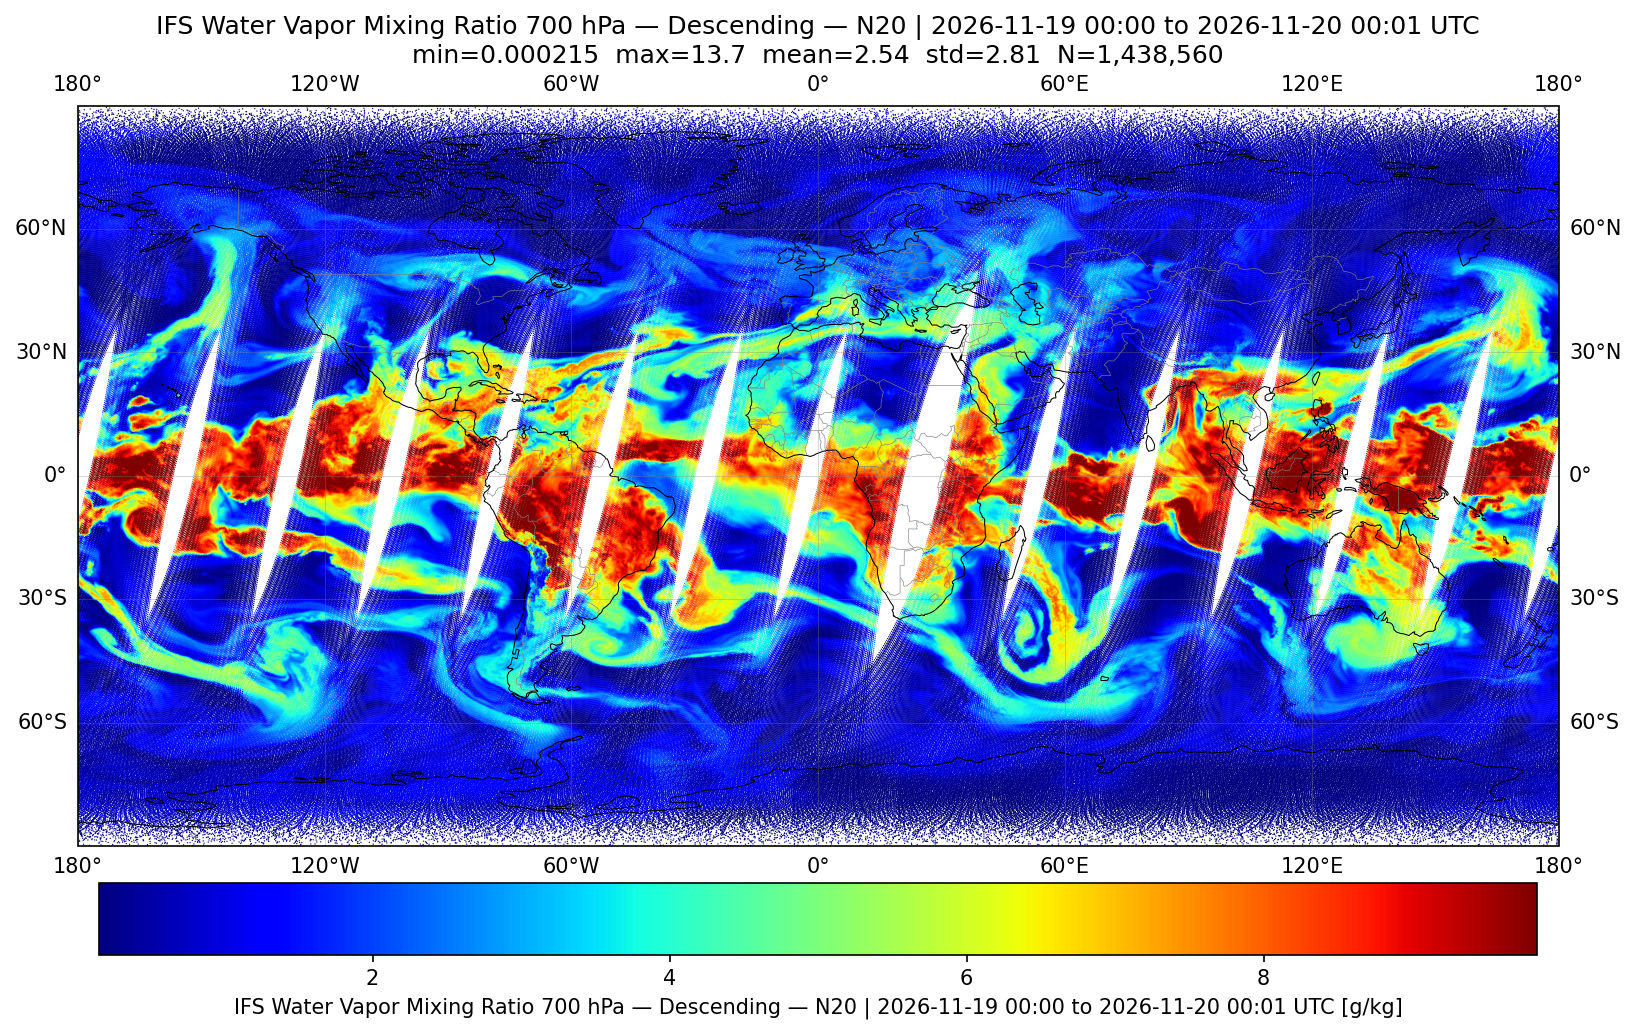 IFS Water Vapor Mixing Ratio 700 hPa — Descending — N20 | 2026-11-19 00:00 to 2026-11-20 00:01 UTC
min=0.000215 max=13.7 mean=2.54 std=2.81 N=1,438,560
180° 120°W 60°W 0° 60°E 120°E 180°
60°N 60°N
30°N 30°N
0° 0°
30°S 30°S
60°S 60°S
180° 120°W 60°W 0° 60°E 120°E 180°
2 4 6 8
IFS Water Vapor Mixing Ratio 700 hPa — Descending — N20 | 2026-11-19 00:00 to 2026-11-20 00:01 UTC [g/kg]